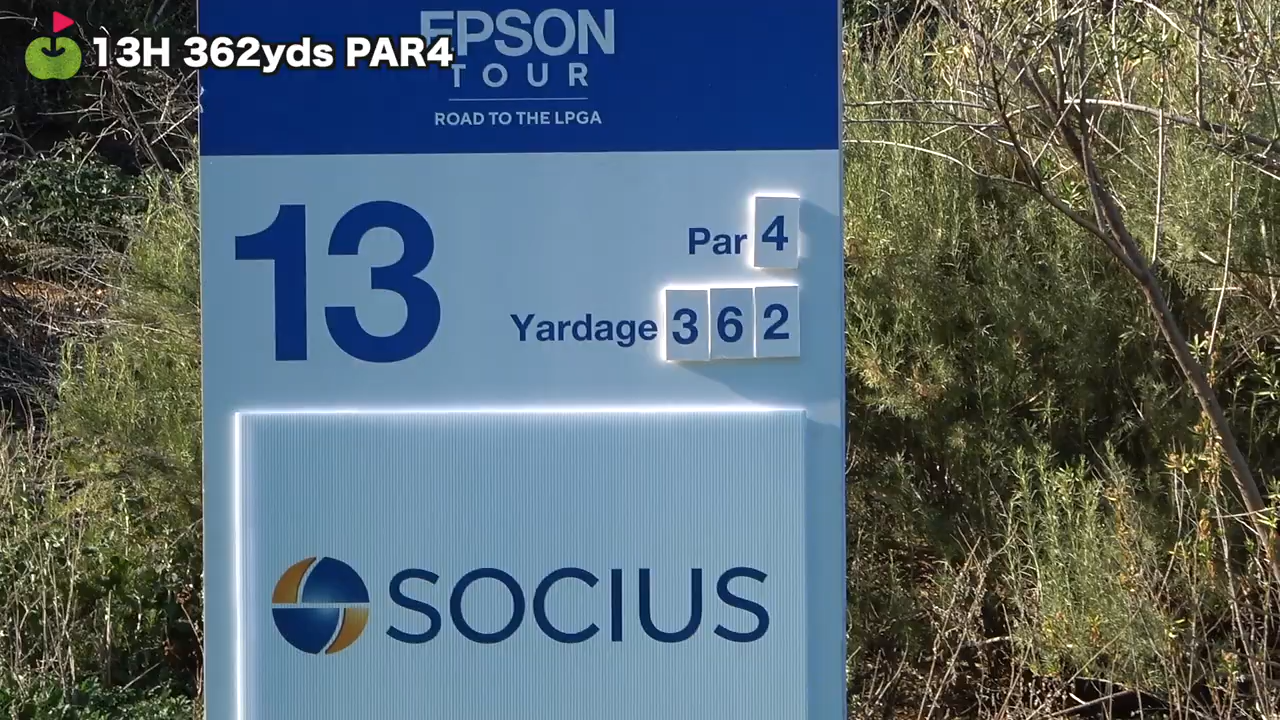 13H 362yds PAR4
EPSON
TOUR
ROAD TO THE LPGA
13
Par 4
Yardage 362
SOCIUS